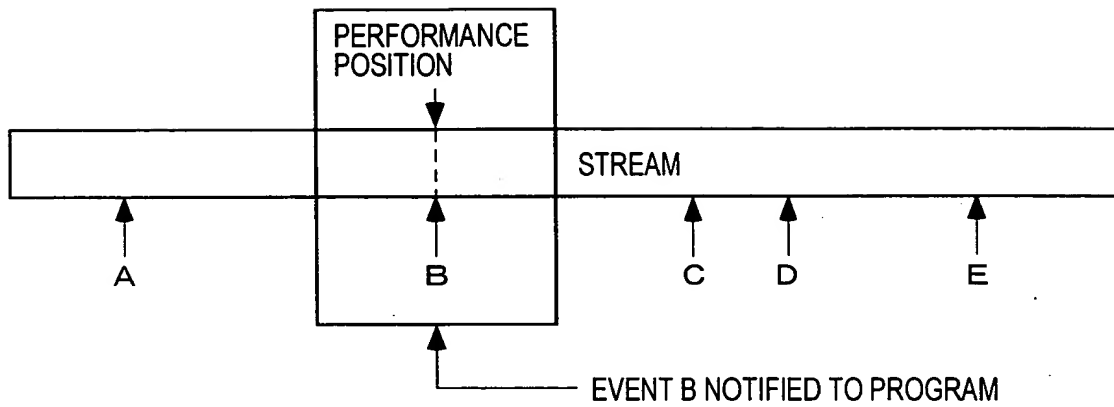 PERFORMANCE
POSITION
STREAM
A
B
C
D
E
EVENT B NOTIFIED TO PROGRAM